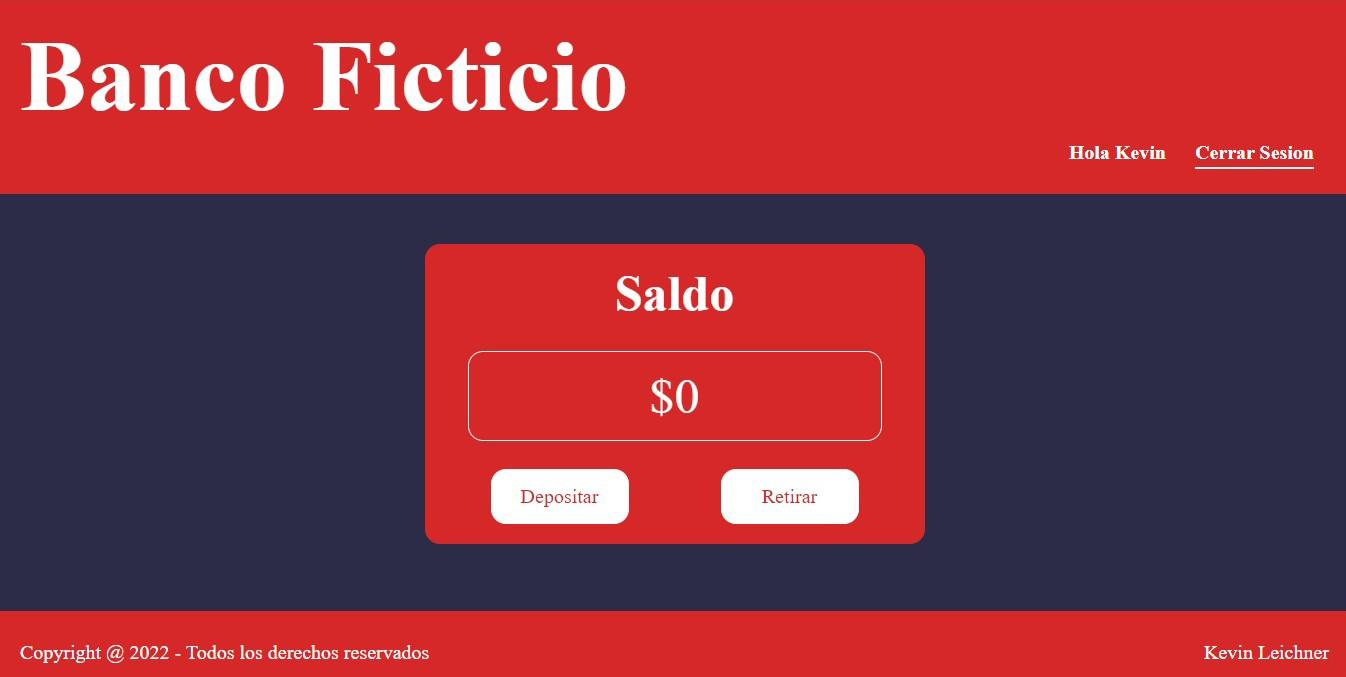 Banco Ficticio
Hola Kevin Cerrar Sesion
Saldo
$0
Depositar Retirar
Copyright @ 2022 - Todos los derechos reservados Kevin Leichner